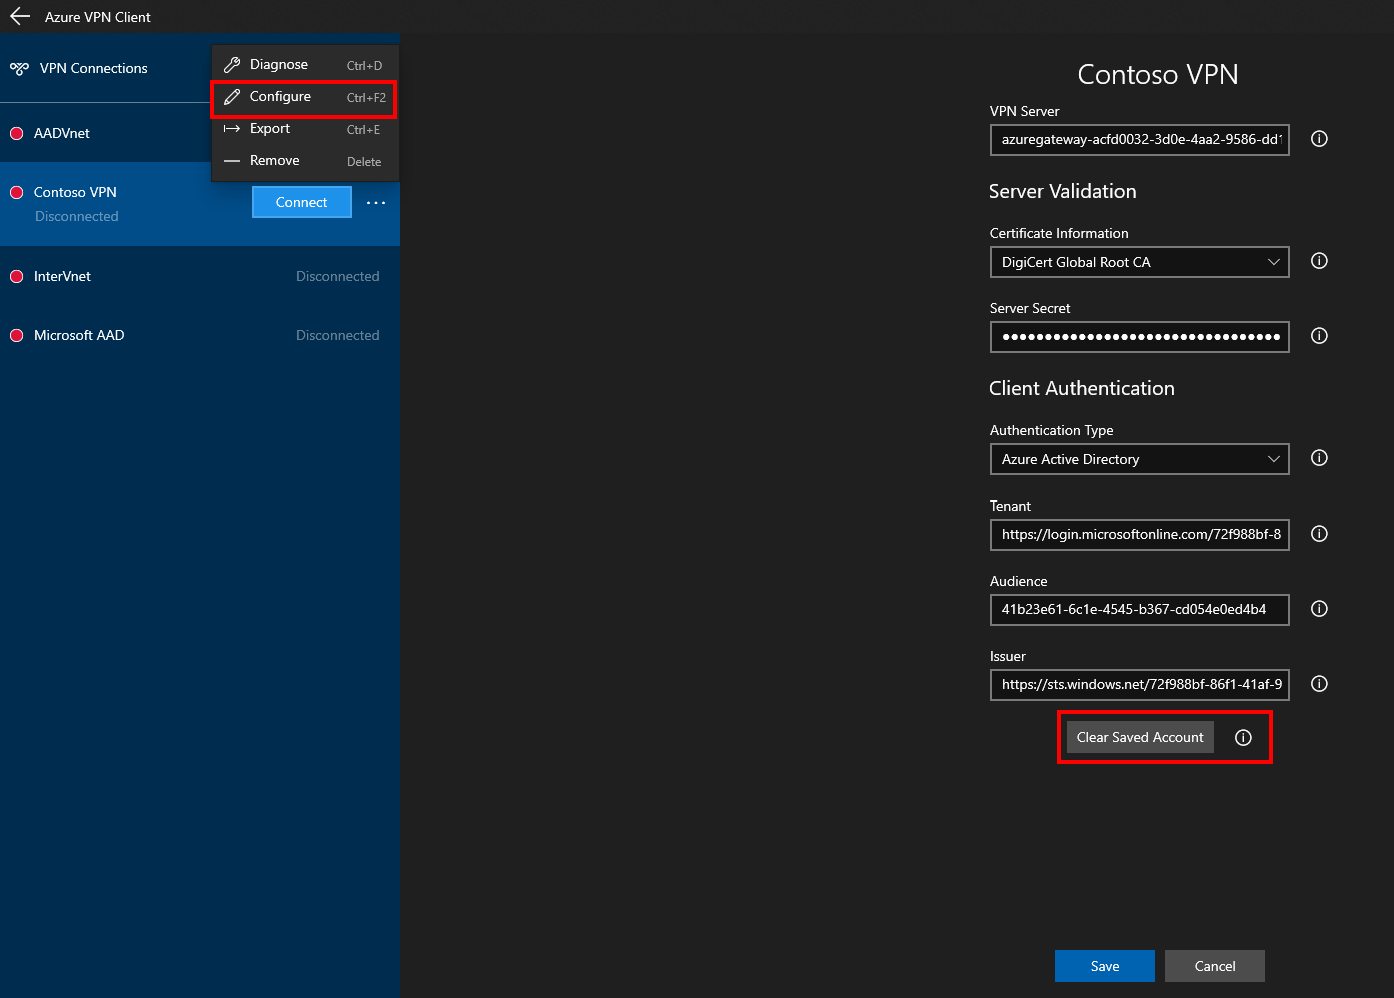 Azure VPN Client
VPN Connections
Diagnose Ctrl+D
Configure Ctrl+F2
Export Ctrl+E
Remove Delete
AADVnet
Contoso VPN
Disconnected
Connect
InterVnet Disconnected
Microsoft AAD Disconnected
Contoso VPN
VPN Server
azuregateway-acfd0032-3d0e-4aa2-9586-dd1
Server Validation
Certificate Information
DigiCert Global Root CA
Server Secret
Client Authentication
Authentication Type
Azure Active Directory
Tenant
https://login.microsoftonline.com/72f988bf-8
Audience
41b23e61-6c1e-4545-b367-cd054e0ed4b4
Issuer
https://sts.windows.net/72f988bf-86f1-41af-9
Clear Saved Account
Save Cancel